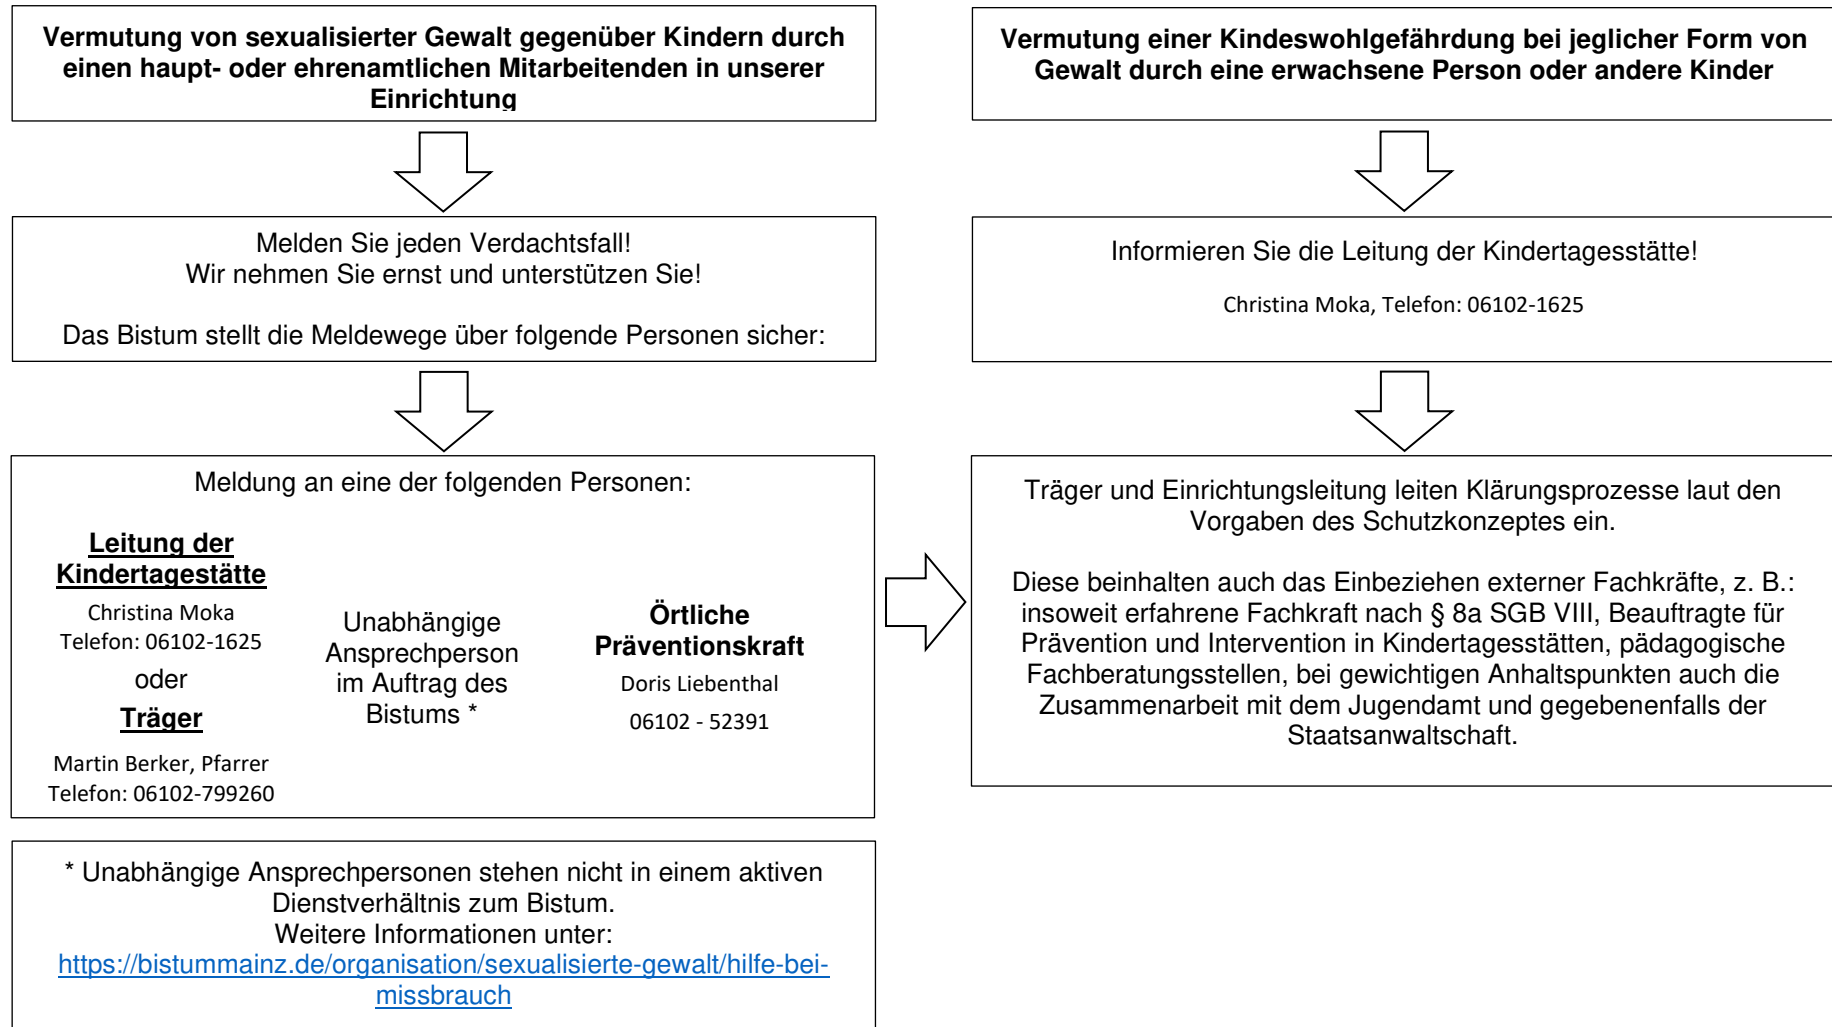 Vermutung von sexualisierter Gewalt gegenüber Kindern durch
einen haupt- oder ehrenamtlichen Mitarbeitenden in unserer
Einrichtung
Melden Sie jeden Verdachtsfall!
Wir nehmen Sie ernst und unterstützen Sie!
Das Bistum stellt die Meldewege über folgende Personen sicher:
Meldung an eine der folgenden Personen:
Leitung der
Kindertagestätte
Christina Moka
Telefon: 06102-1625
oder
Träger
Martin Berker, Pfarrer
Telefon: 06102-799260
Unabhängige
Ansprechperson
im Auftrag des
Bistums *
Örtliche
Präventionskraft
Doris Liebenthal
06102 - 52391
* Unabhängige Ansprechpersonen stehen nicht in einem aktiven
Dienstverhältnis zum Bistum.
Weitere Informationen unter:
https://bistummainz.de/organisation/sexualisierte-gewalt/hilfe-bei-
missbrauch
Vermutung einer Kindeswohlgefährdung bei jeglicher Form von
Gewalt durch eine erwachsene Person oder andere Kinder
Informieren Sie die Leitung der Kindertagesstätte!
Christina Moka, Telefon: 06102-1625
Träger und Einrichtungsleitung leiten Klärungsprozesse laut den
Vorgaben des Schutzkonzeptes ein.
Diese beinhalten auch das Einbeziehen externer Fachkräfte, z. B.:
insoweit erfahrene Fachkraft nach § 8a SGB VIII, Beauftragte für
Prävention und Intervention in Kindertagesstätten, pädagogische
Fachberatungsstellen, bei gewichtigen Anhaltspunkten auch die
Zusammenarbeit mit dem Jugendamt und gegebenenfalls der
Staatsanwaltschaft.